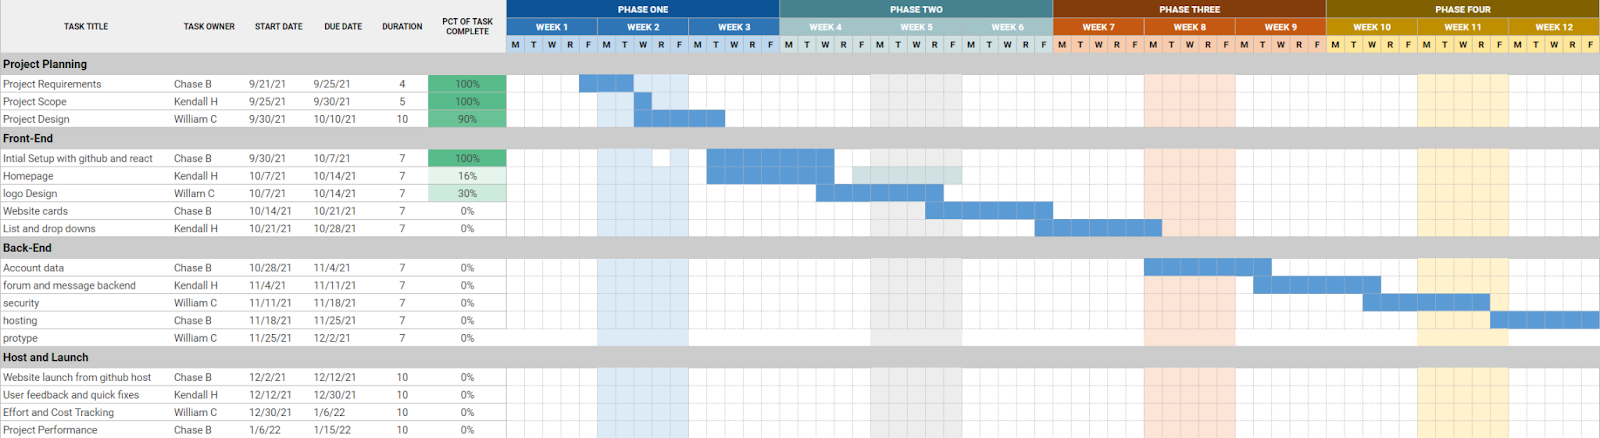 PHASE ONE PHASE TWO PHASE THREE PHASE FOUR
TASK TITLE TASK OWNER START DATE DUE DATE DURATION PCT OF TASK COMPLETE WEEK 1 WEEK 2 WEEK 3 WEEK 4 WEEK 5 WEEK 6 WEEK 7 WEEK 8 WEEK 9 WEEK 10 WEEK 11 WEEK 12
M T W R F M T W R F M T W R F M T W R F M T W R F M T W R F M T W R F M T W R F M T W R F M T W R F M T W R F M T W R F
Project Planning
Project Requirements Chase B 9/21/21 9/25/21 4 100%
Project Scope Kendall H 9/25/21 9/30/21 5 100%
Project Design William C 9/30/21 10/10/21 10 90%
Front-End
Intial Setup with github and react Chase B 9/30/21 10/7/21 7 100%
Homepage Kendall H 10/7/21 10/14/21 7 16%
logo Design Willam C 10/7/21 10/14/21 7 30%
Website cards Chase B 10/14/21 10/21/21 7 0%
List and drop downs Kendall H 10/21/21 10/28/21 7 0%
Back-End
Account data Chase B 10/28/21 11/4/21 7 0%
forum and message backend Kendall H 11/4/21 11/11/21 7 0%
security William C 11/11/21 11/18/21 7 0%
hosting Chase B 11/18/21 11/25/21 7 0%
protype William C 11/25/21 12/2/21 7 0%
Host and Launch
Website launch from github host Chase B 12/2/21 12/12/21 10 0%
User feedback and quick fixes Kendall H 12/12/21 12/30/21 10 0%
Effort and Cost Tracking William C 12/30/21 1/6/22 10 0%
Project Performance Chase B 1/6/22 1/15/22 10 0%